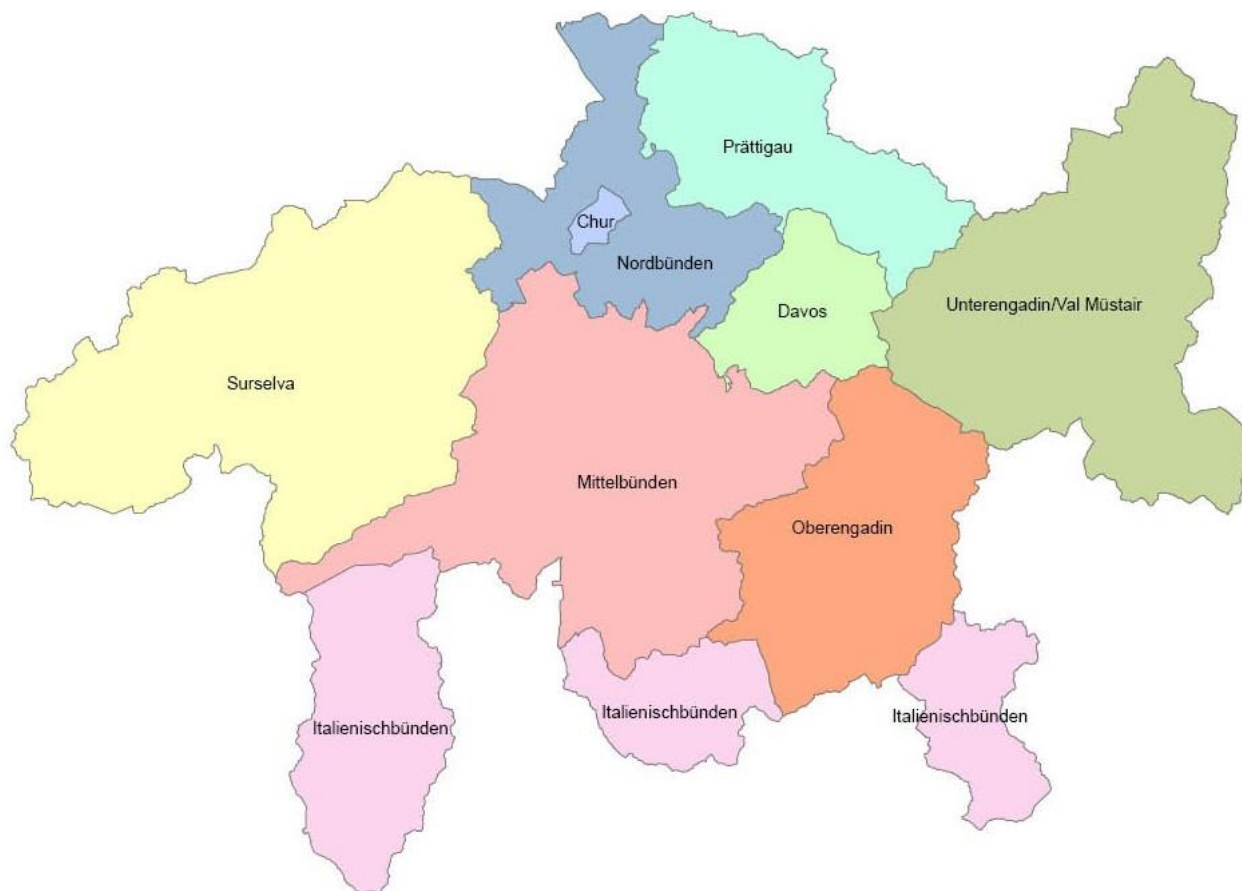 Prättigau
Chur
Nordbünden
Unterengadin/Val Müstair
Davos
Surselva
Mittelbünden
Oberengadin
Italienischbünden
Italienischbünden
Italienischbünden